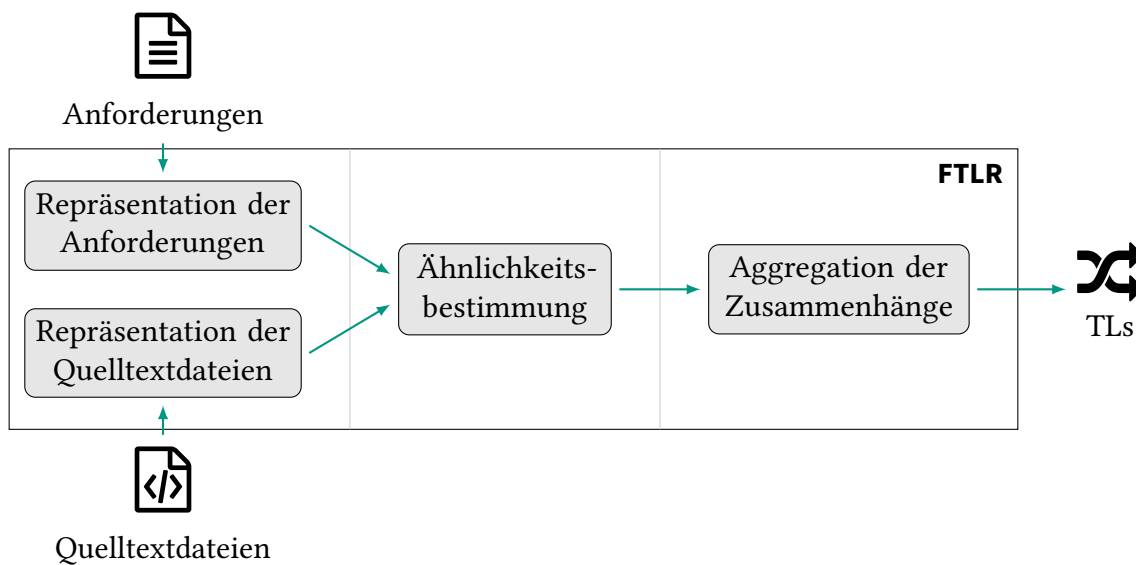 Anforderungen
FTLR
Repräsentation der
Anforderungen
Repräsentation der
Quelltextdateien
Ähnlichkeits-
bestimmung
Aggregation der
Zusammenhänge
TLs
</>
Quelltextdateien